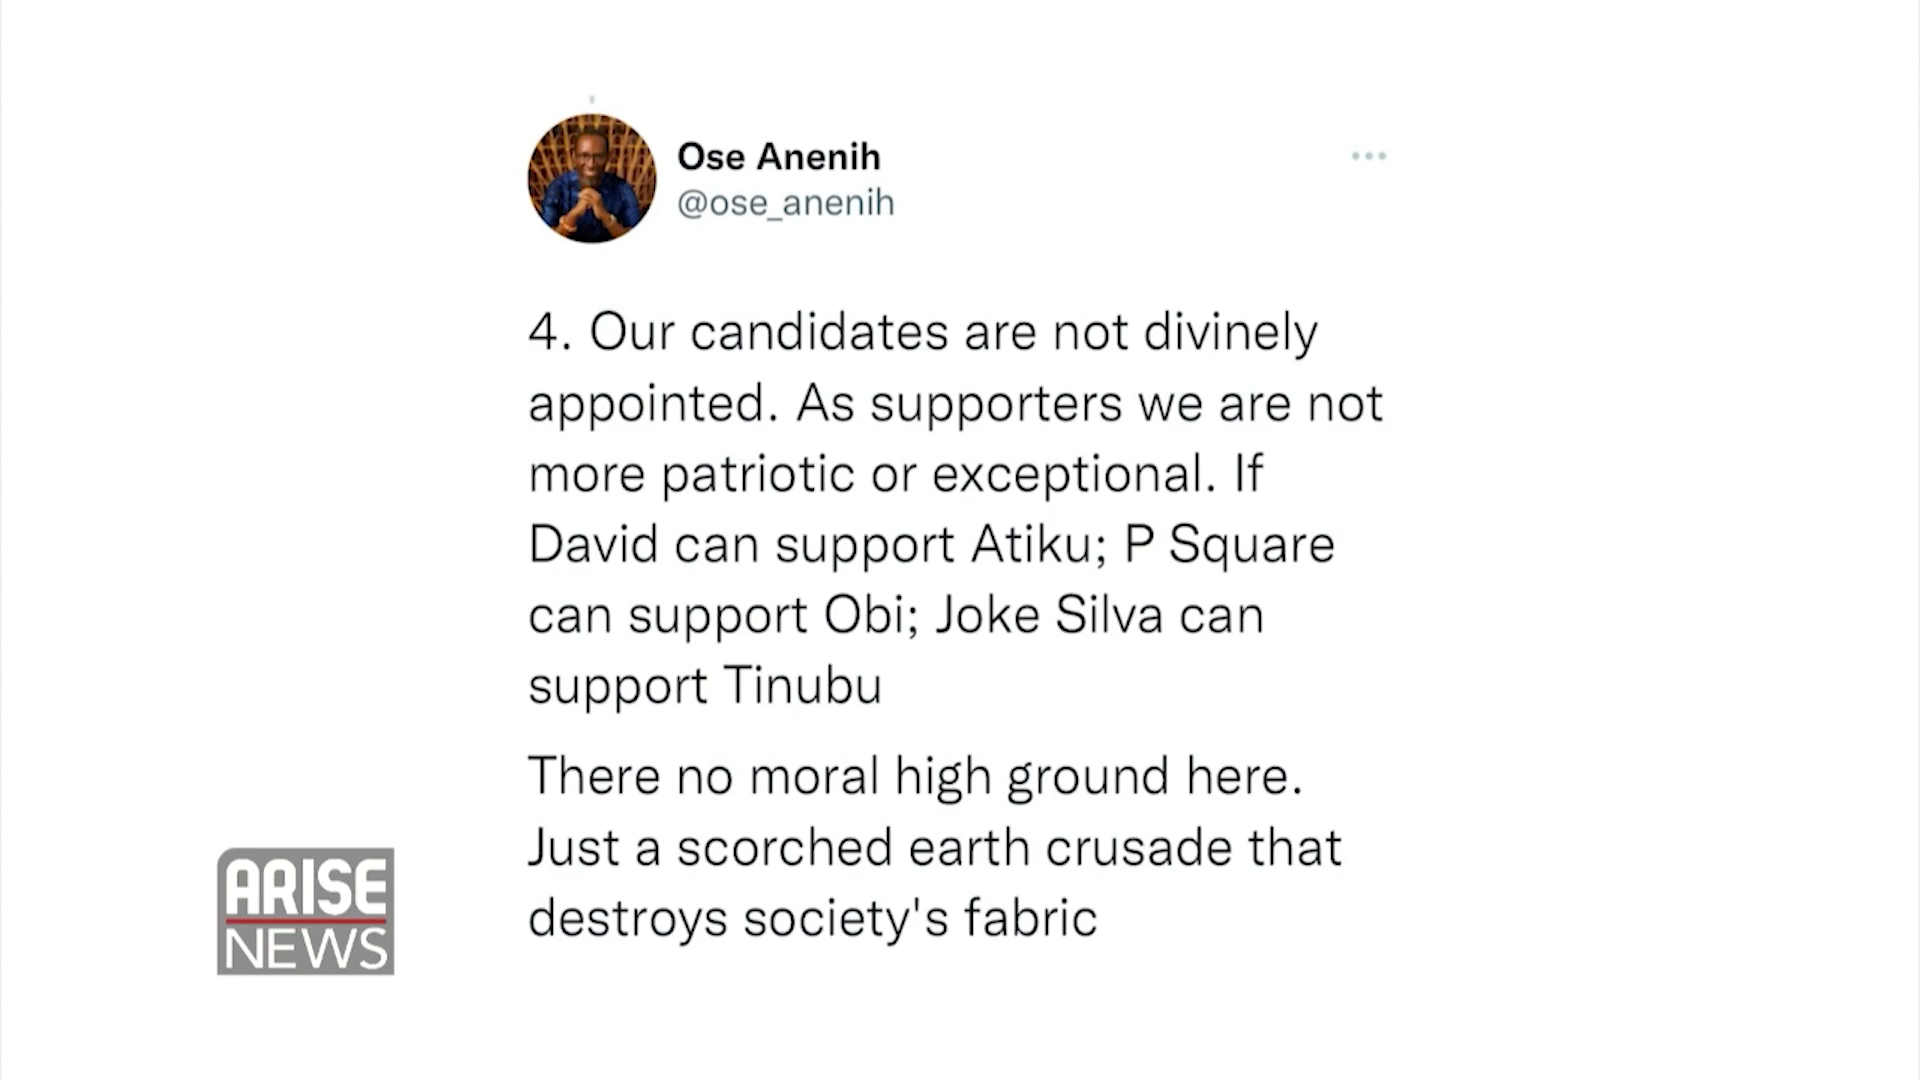 Ose Anenih
@ose_anenih
4. Our candidates are not divinely
appointed. As supporters we are not
more patriotic or exceptional. If
David can support Atiku; P Square
can support Obi; Joke Silva can
support Tinubu
There no moral high ground here.
Just a scorched earth crusade that
destroys society's fabric
ARISE
NEWS